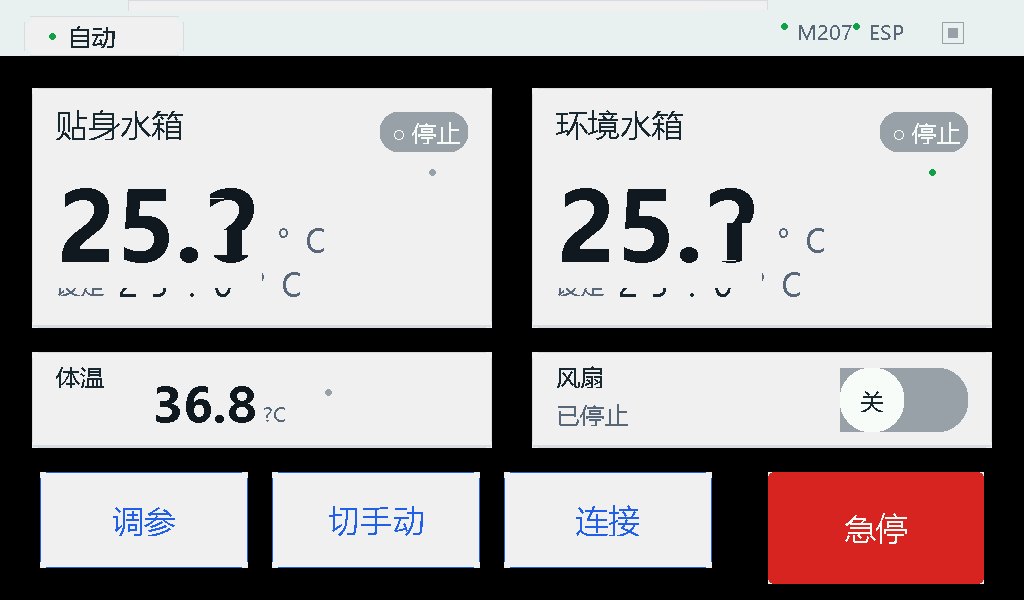 自动
M207 ESP
贴身水箱
停止
25. °C
°C
环境水箱
停止
25. °C
°C
体温
36.8 ?C
风扇
已停止
关
调参
切手动
连接
急停